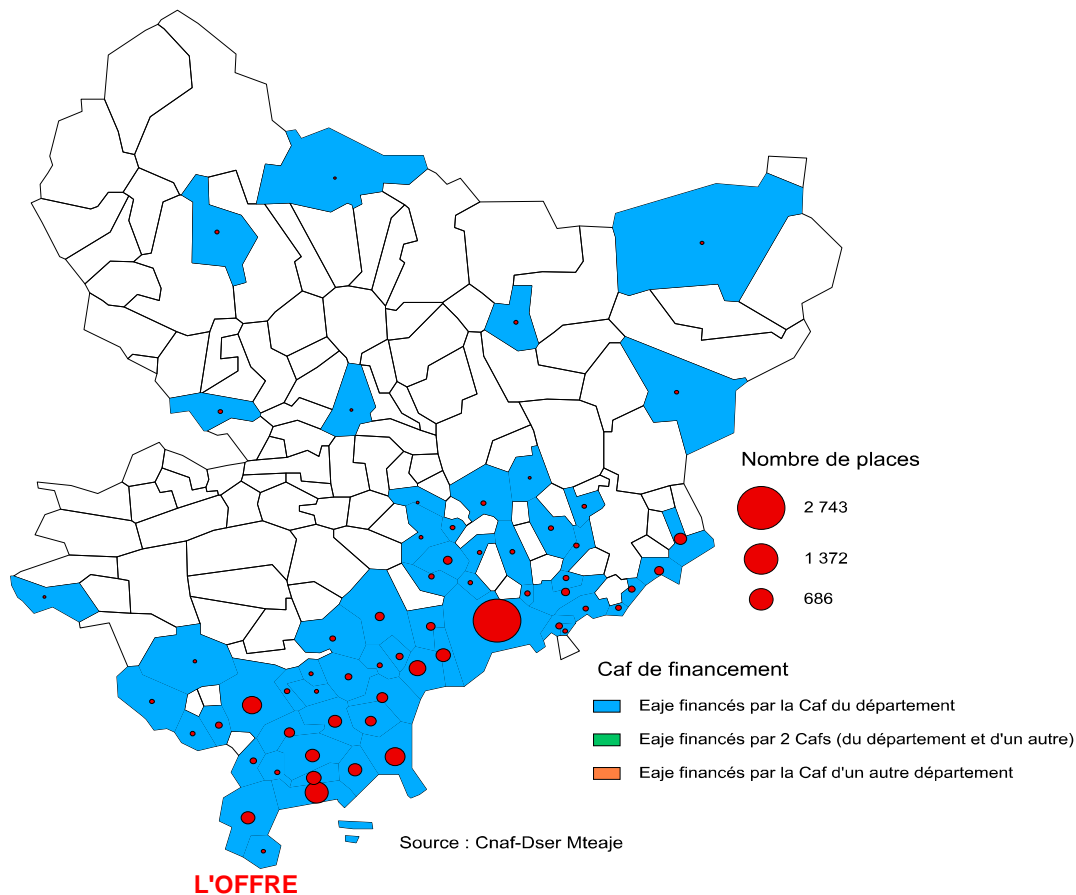 Nombre de places
2 743
1 372
686
Caf de financement
Eaje financés par la Caf du département
Eaje financés par 2 Cafs (du département et d'un autre)
Eaje financés par la Caf d'un autre département
Source : Cnaf-Dser Mteaje
L'OFFRE